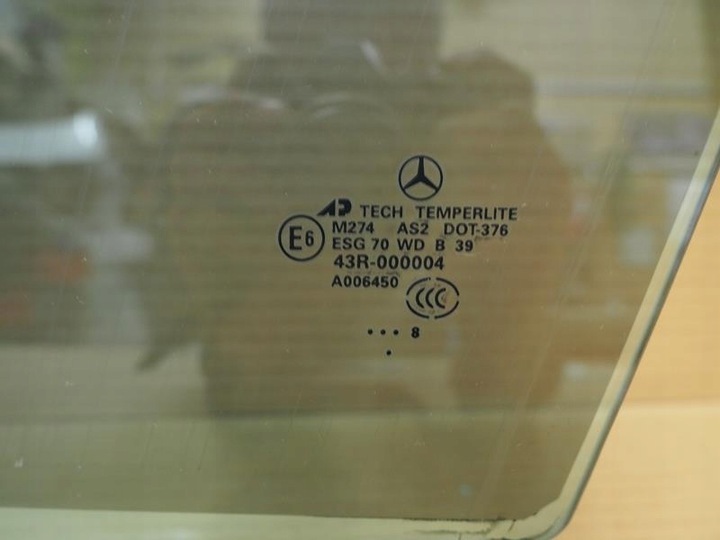 AP TECH TEMPERLITE
M274 AS2 DOT-376
E6
ESG 70 WD B 39
43R-000004
A006450
CCC
••• 8
•